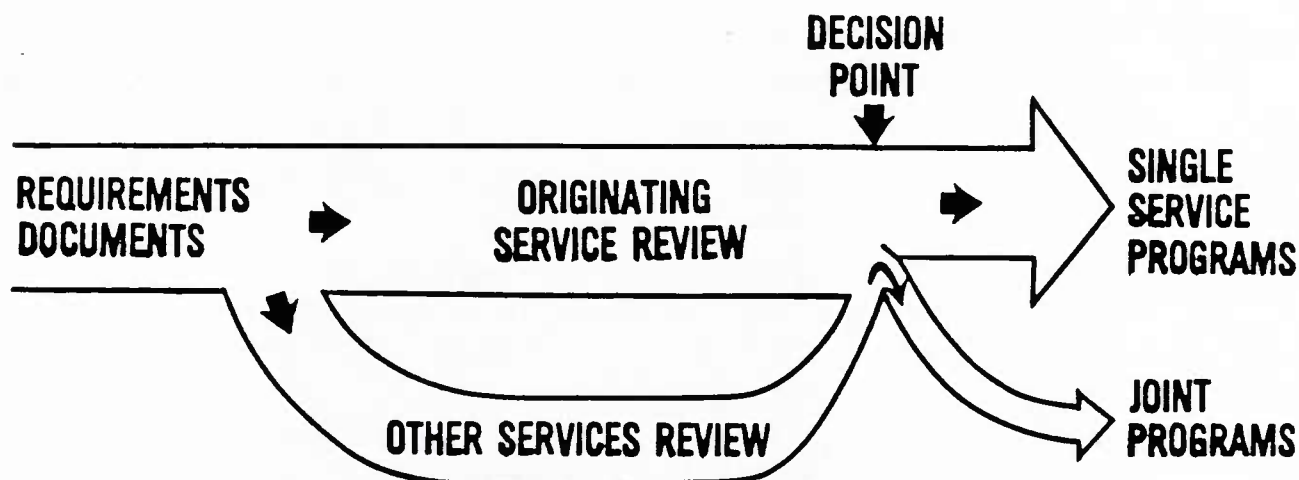 DECISION
POINT
REQUIREMENTS
DOCUMENTS
ORIGINATING
SERVICE REVIEW
SINGLE
SERVICE
PROGRAMS
OTHER SERVICES REVIEW
JOINT
PROGRAMS